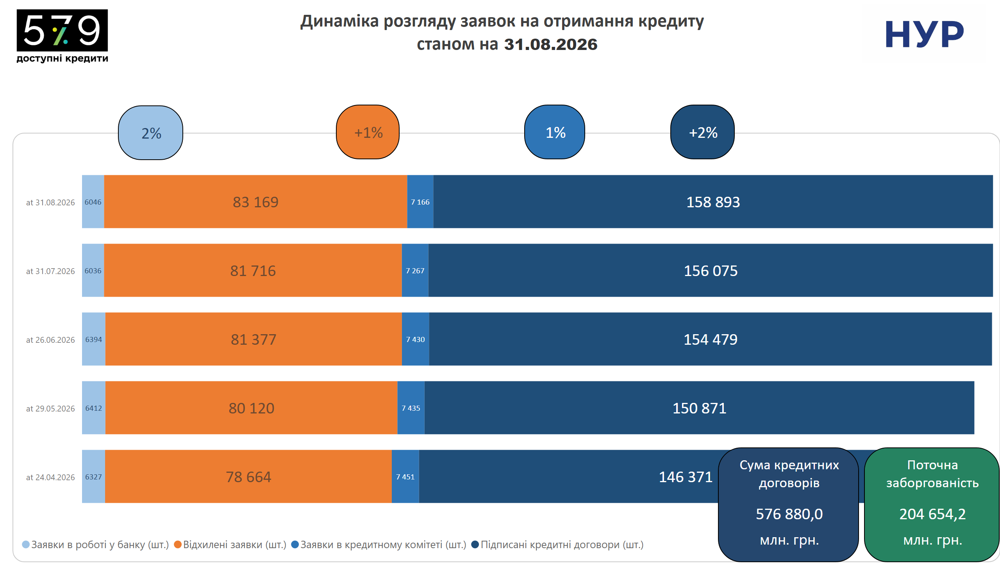 5%9
доступні кредити
Динаміка розгляду заявок на отримання кредиту
станом на 31.08.2026
НУР
2%
+1%
1%
+2%
at 31.08.2026
6046
83 169
7 166
158 893
at 31.07.2026
6036
81 716
7 267
156 075
at 26.06.2026
6394
81 377
7 430
154 479
at 29.05.2026
6412
80 120
7 435
150 871
at 24.04.2026
6327
78 664
7 451
146 371
Сума кредитних
договорів
576 880,0
млн. грн.
Поточна
заборгованість
204 654,2
млн. грн.
Заявки в роботі у банку (шт.) Відхилені заявки (шт.) Заявки в кредитному комітеті (шт.) Підписані кредитні договори (шт.)